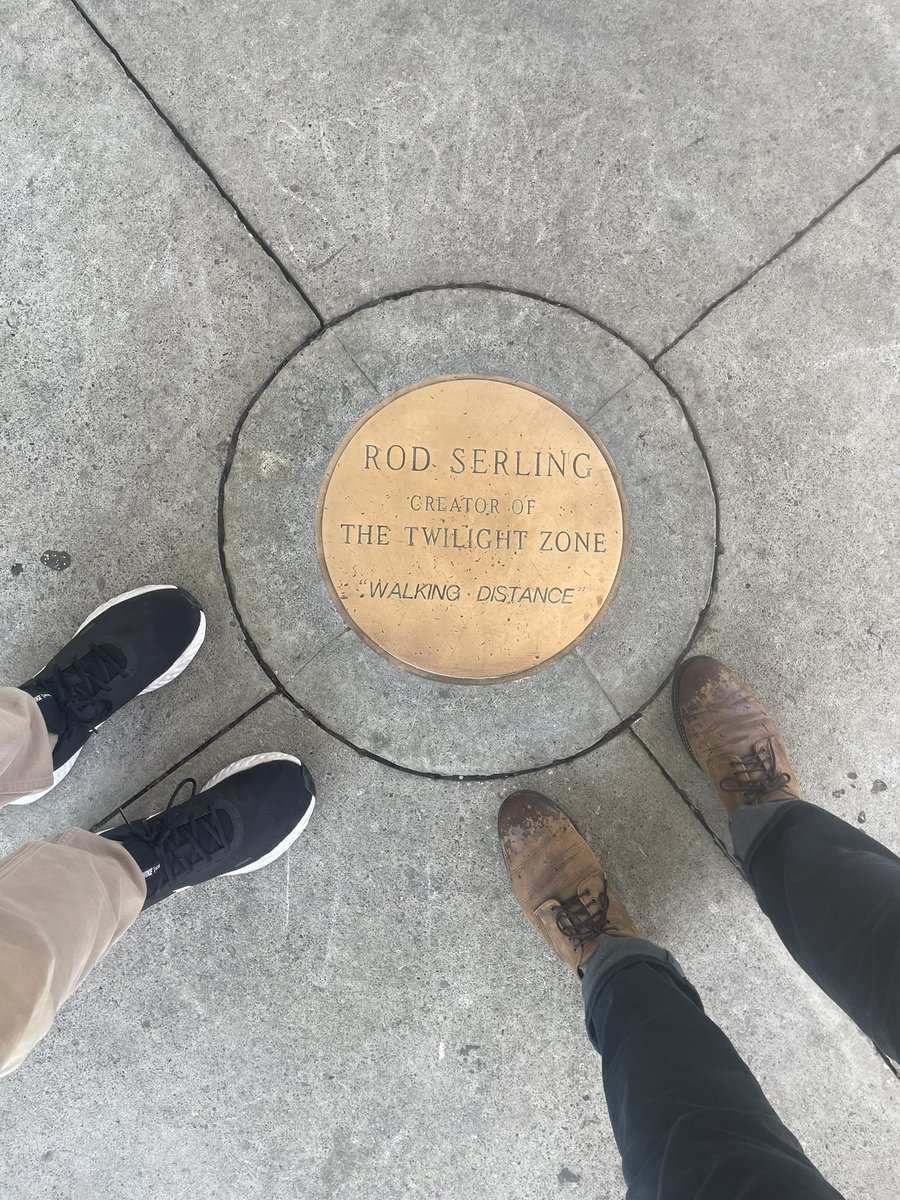 ROD SERLING
CREATOR OF
THE TWILIGHT ZONE
"WALKING DISTANCE"